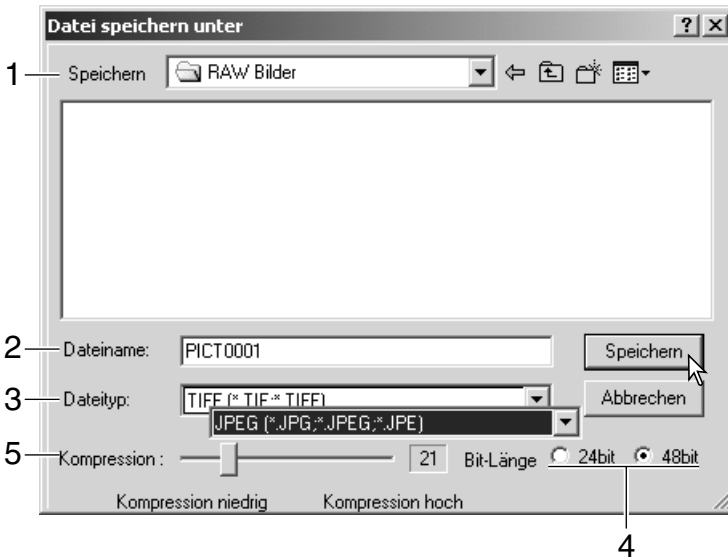 Datei speichern unter
1 Speichern RAW Bilder
2 Dateiname: PICT0001 Speichern
3 Dateityp: TIFF (*.TIF;*.TIFF) Abbrechen
JPEG (*.JPG;*.JPEG;*.JPE)
5 Kompression : 21 Bit-Länge 24bit 48bit
Kompression niedrig Kompression hoch
4